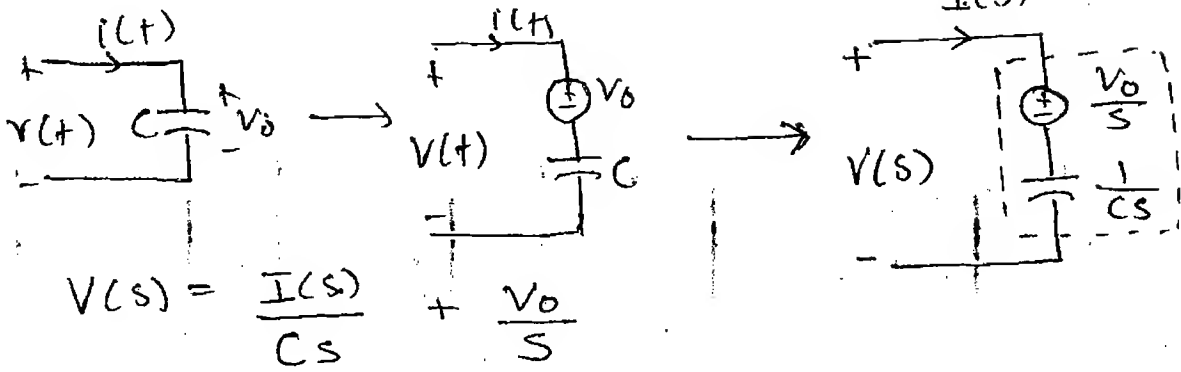 i(t) i(t) I(s)
+ + + 
v(t) C + V0 - V0 V0/S
V(t) C V(s) 1/CS
- - -
V(s) = I(s)/Cs + V0/S